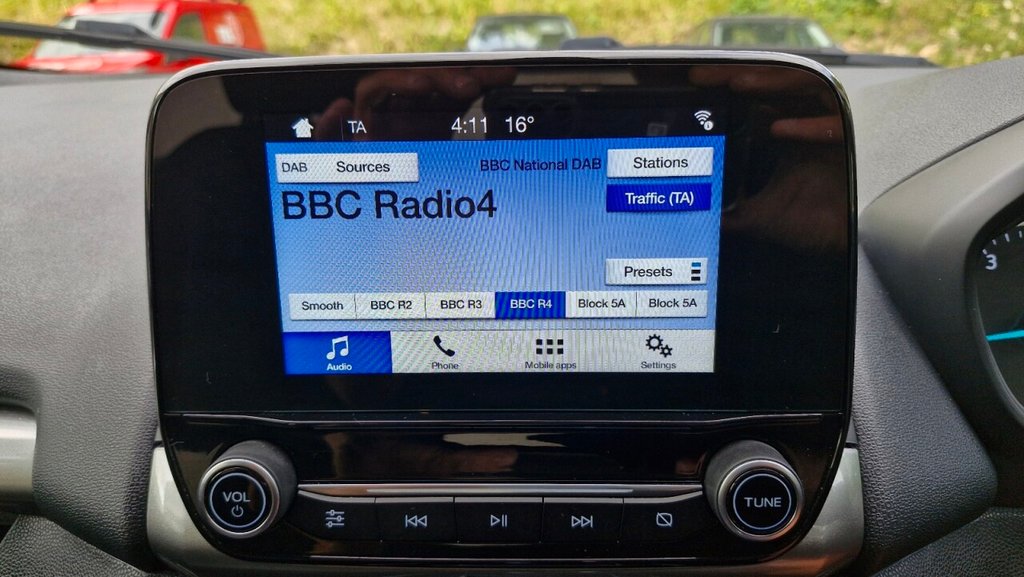 TA 4:11 16°
DAB Sources BBC National DAB Stations
BBC Radio4
Traffic (TA)
Presets
Smooth BBC R2 BBC R3 BBC R4 Block 5A Block 5A
Audio Phone Mobile apps Settings
3
VOL
TUNE